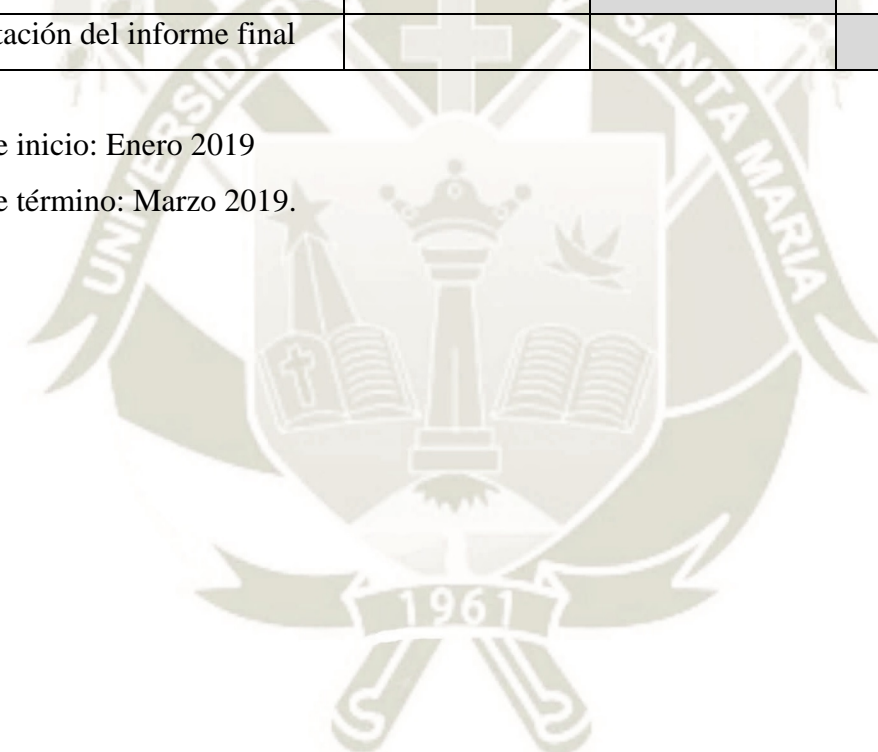 tación del informe final
e inicio: Enero 2019
e término: Marzo 2019.
UNIVERSIDAD
SANTA MARIA
1961